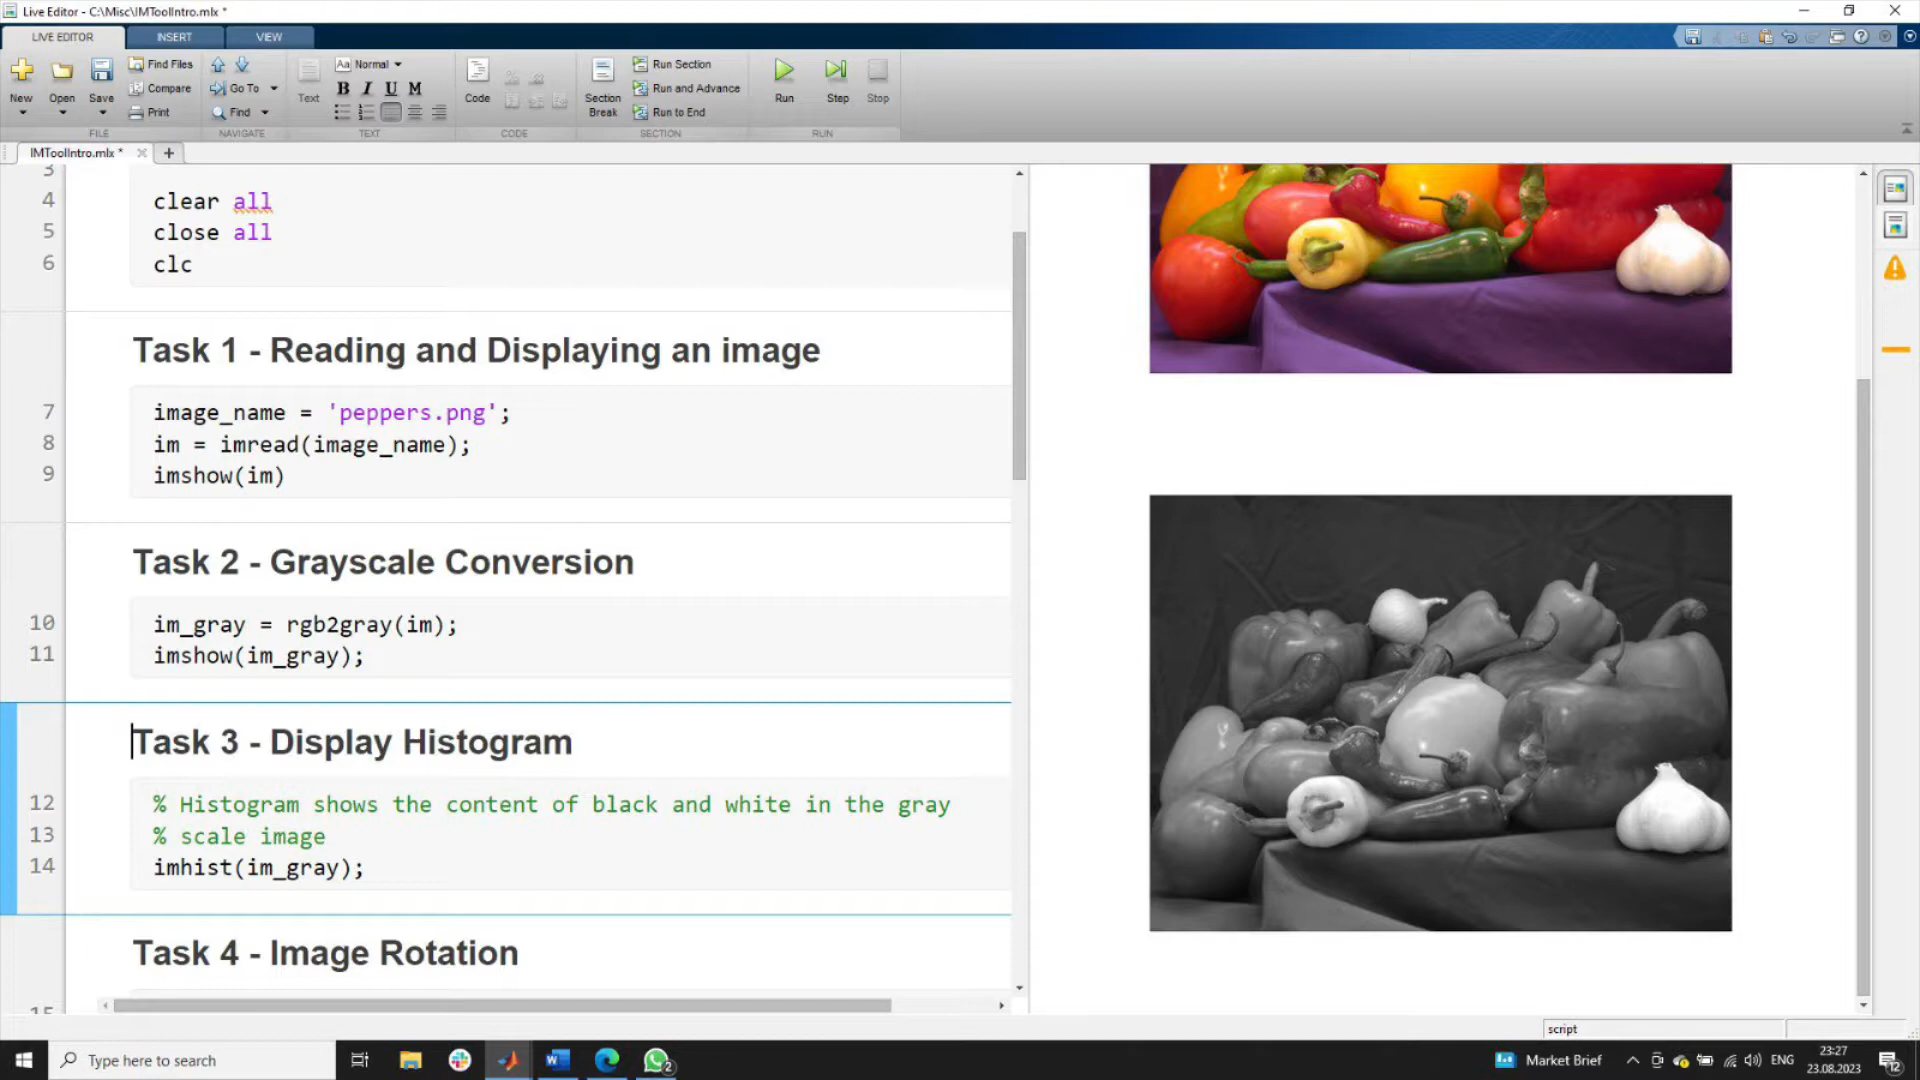 Live Editor - C:\Misc\IMToolIntro.mlx *
LIVE EDITOR INSERT VIEW
New Open Save
Find Files
Compare
Print
FILE
Go To
Find
NAVIGATE
Text
Aa Normal
B I U M
TEXT
Code
CODE
Section Break
Run Section
Run and Advance
Run to End
SECTION
Run Step Stop
RUN
IMToolIntro.mlx *
3
4 clear all
5 close all
6 clc
Task 1 - Reading and Displaying an image
7 image_name = 'peppers.png';
8 im = imread(image_name);
9 imshow(im)
Task 2 - Grayscale Conversion
10 im_gray = rgb2gray(im);
11 imshow(im_gray);
Task 3 - Display Histogram
12 % Histogram shows the content of black and white in the gray
13 % scale image
14 imhist(im_gray);
Task 4 - Image Rotation
15
script
Type here to search
2
Market Brief
ENG
23:27
23.08.2023
12